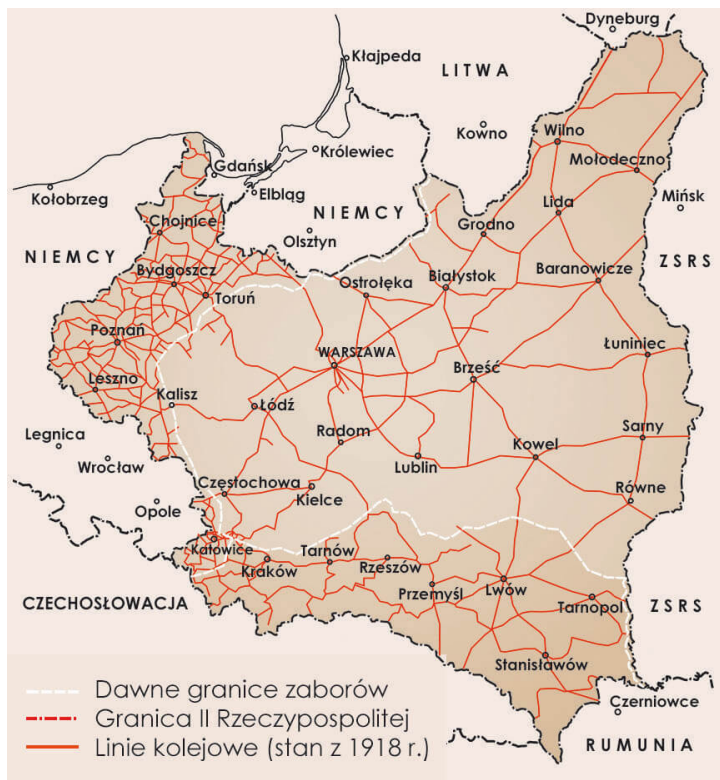 Dyneburg
Kłajpeda
LITWA
Kowno
Wilno
Mołodeczno
Królewiec
Gdańsk
Elbląg
Kołobrzeg
Mińsk
Lida
NIEMCY
Chojnice
Grodno
Olsztyn
NIEMCY
ZSRS
Bydgoszcz
Białystok
Baranowicze
Ostrołęka
Toruń
Poznań
Łuniniec
WARSZAWA
Brześć
Leszno
Kalisz
Łódź
Sarny
Legnica
Radom
Kowel
Wrocław
Lublin
Częstochowa
Równe
Kielce
Opole
Katowice
Tarnów
Rzeszów
Kraków
Lwów
Przemyśl
CZECHOSŁOWACJA
Tarnopol
ZSRS
Stanisławów
Czerniowce
RUMUNIA
Dawne granice zaborów
Granica II Rzeczypospolitej
Linie kolejowe (stan z 1918 r.)